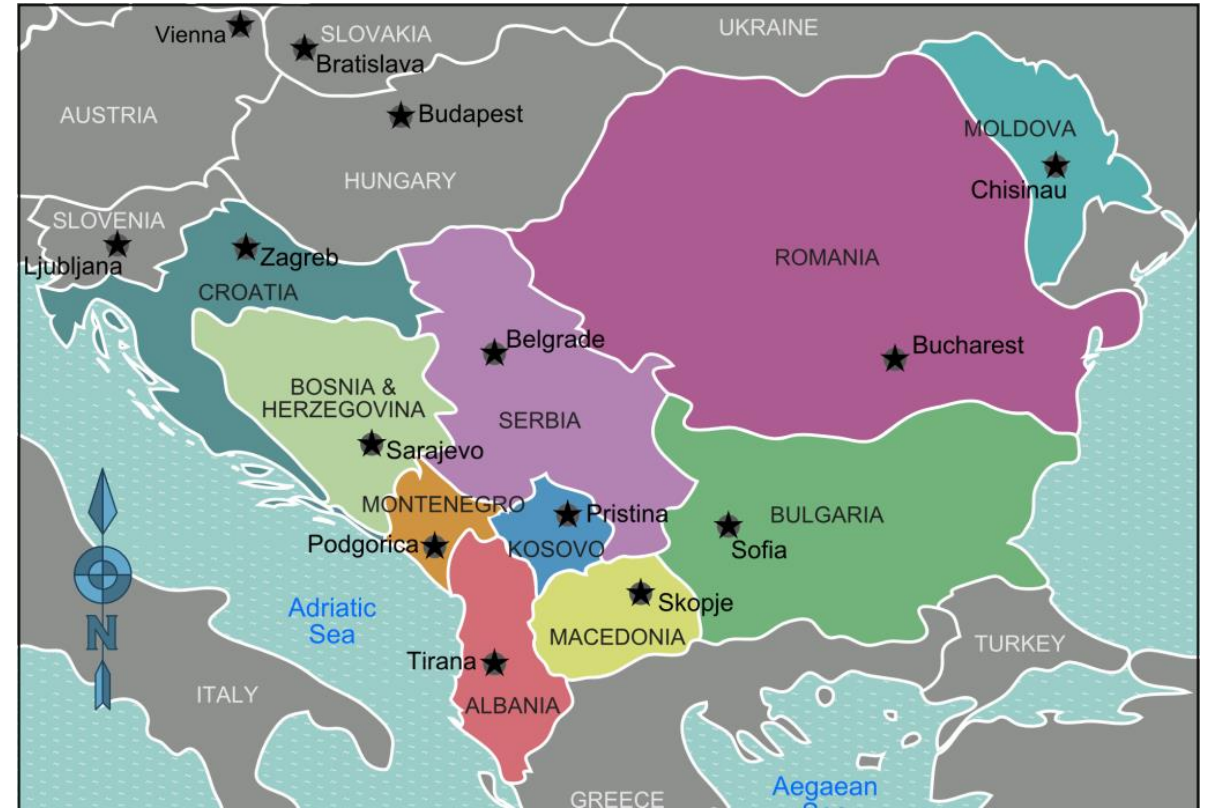 UKRAINE
Vienna
SLOVAKIA
Bratislava
AUSTRIA
Budapest
MOLDOVA
HUNGARY
Chisinau
SLOVENIA
Ljubljana
Zagreb
ROMANIA
CROATIA
Belgrade
Bucharest
BOSNIA &
HERZEGOVINA
SERBIA
Sarajevo
MONTENEGRO
Pristina
BULGARIA
Podgorica
KOSOVO
Sofia
Adriatic
Sea
Skopje
N
MACEDONIA
TURKEY
Tirana
ITALY
ALBANIA
Aegaean
GREECE